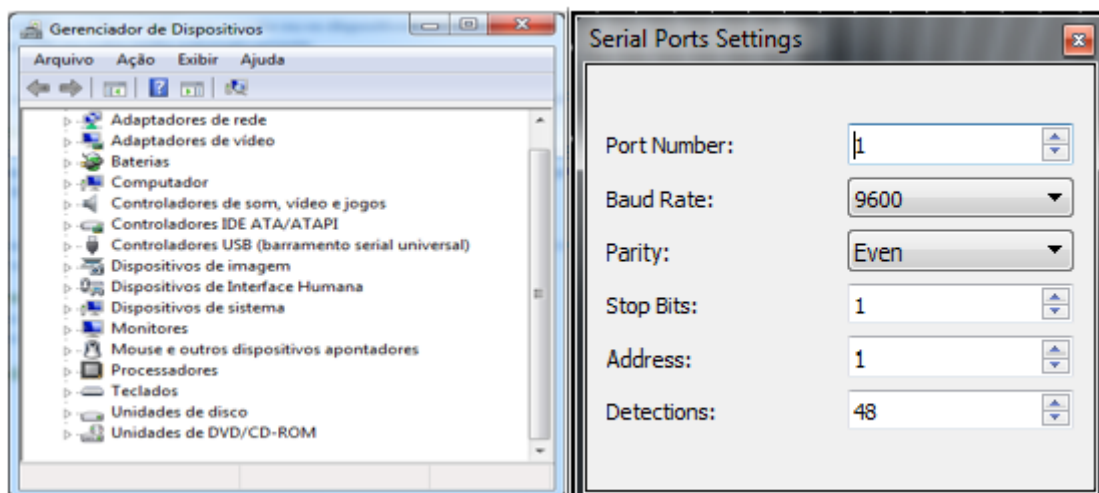 Gerenciador de Dispositivos
Arquivo Ação Exibir Ajuda
Adaptadores de rede
Adaptadores de vídeo
Baterias
Computador
Controladores de som, vídeo e jogos
Controladores IDE ATA/ATAPI
Controladores USB (barramento serial universal)
Dispositivos de imagem
Dispositivos de Interface Humana
Dispositivos de sistema
Monitores
Mouse e outros dispositivos apontadores
Processadores
Teclados
Unidades de disco
Unidades de DVD/CD-ROM
Serial Ports Settings
Port Number: 1
Baud Rate: 9600
Parity: Even
Stop Bits: 1
Address: 1
Detections: 48